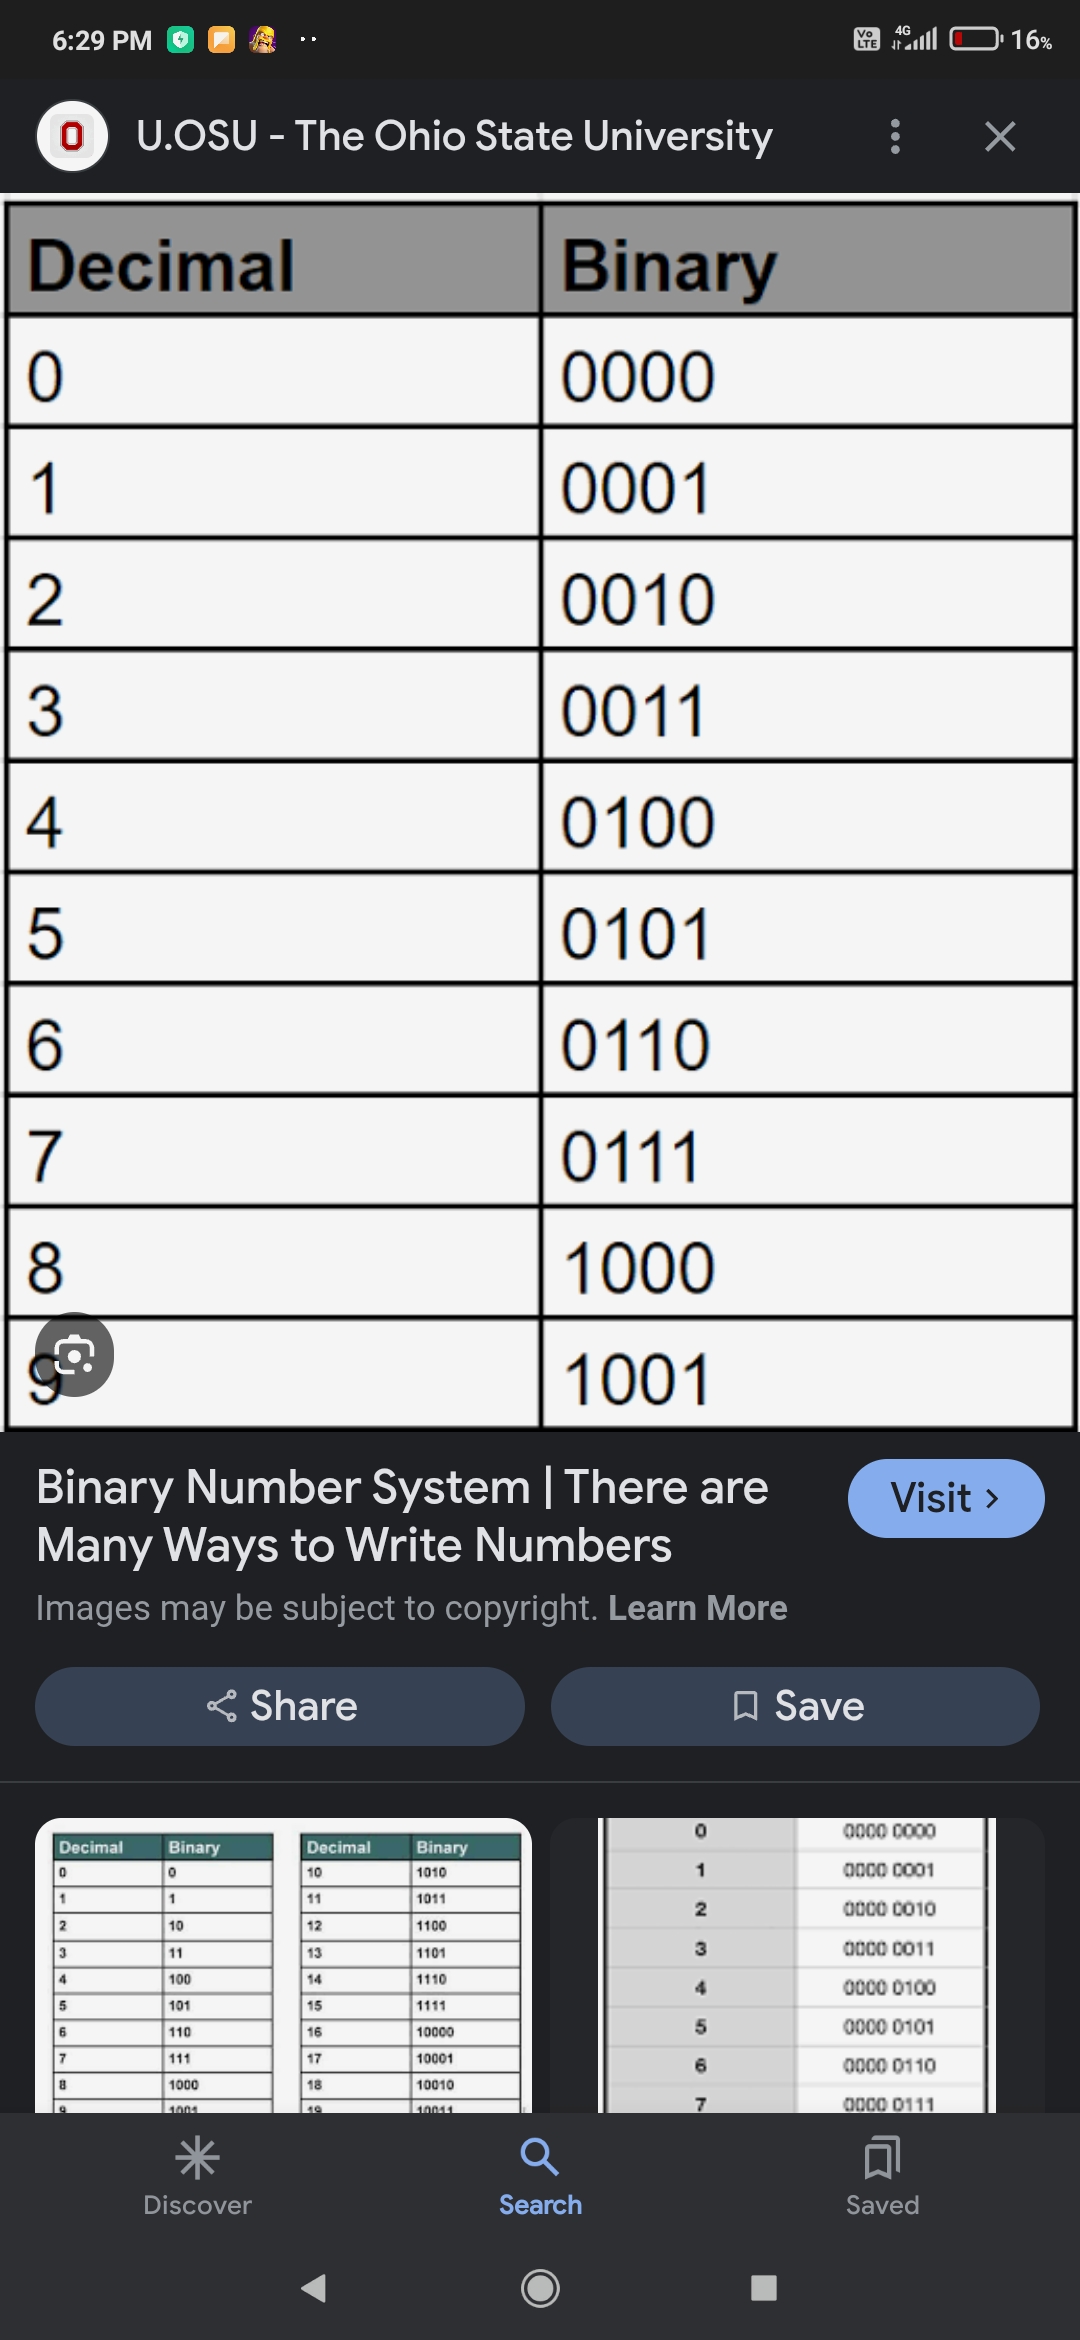 6:29 PM
Vo LTE 4G 16%
U.OSU - The Ohio State University
Decimal Binary
0 0000
1 0001
2 0010
3 0011
4 0100
5 0101
6 0110
7 0111
8 1000
9 1001
Binary Number System | There are
Many Ways to Write Numbers
Visit >
Images may be subject to copyright. Learn More
Share
Save
Decimal Binary Decimal Binary
0 0 10 1010
1 1 11 1011
2 10 12 1100
3 11 13 1101
4 100 14 1110
5 101 15 1111
6 110 16 10000
7 111 17 10001
8 1000 18 10010
9 1001 19 10011
0 0000 0000
1 0000 0001
2 0000 0010
3 0000 0011
4 0000 0100
5 0000 0101
6 0000 0110
7 0000 0111
Discover
Search
Saved